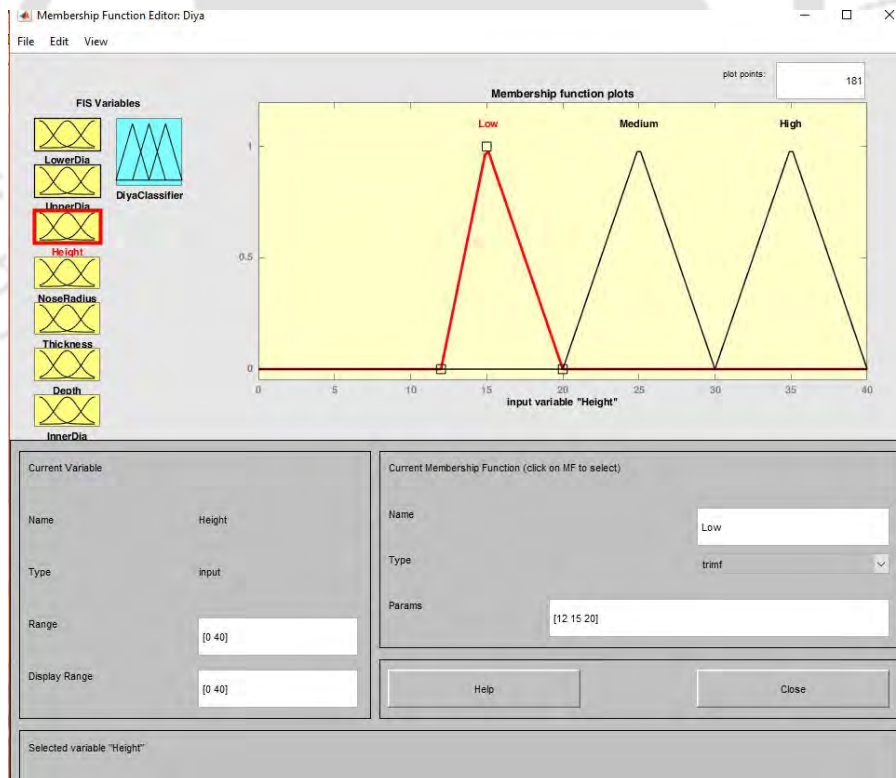 Membership Function Editor: Diya
File Edit View
plot points: 181
FIS Variables
LowerDia
UpperDia
Height
NoseRadius
Thickness
Depth
InnerDia
DiyaClassifier
Membership function plots
Low Medium High
1
0.5
0
0 5 10 15 20 25 30 35 40
input variable "Height"
Current Variable
Name Height
Type input
Range [0 40]
Display Range [0 40]
Current Membership Function (click on MF to select)
Name Low
Type trimf
Params [12 15 20]
Help Close
Selected variable "Height"